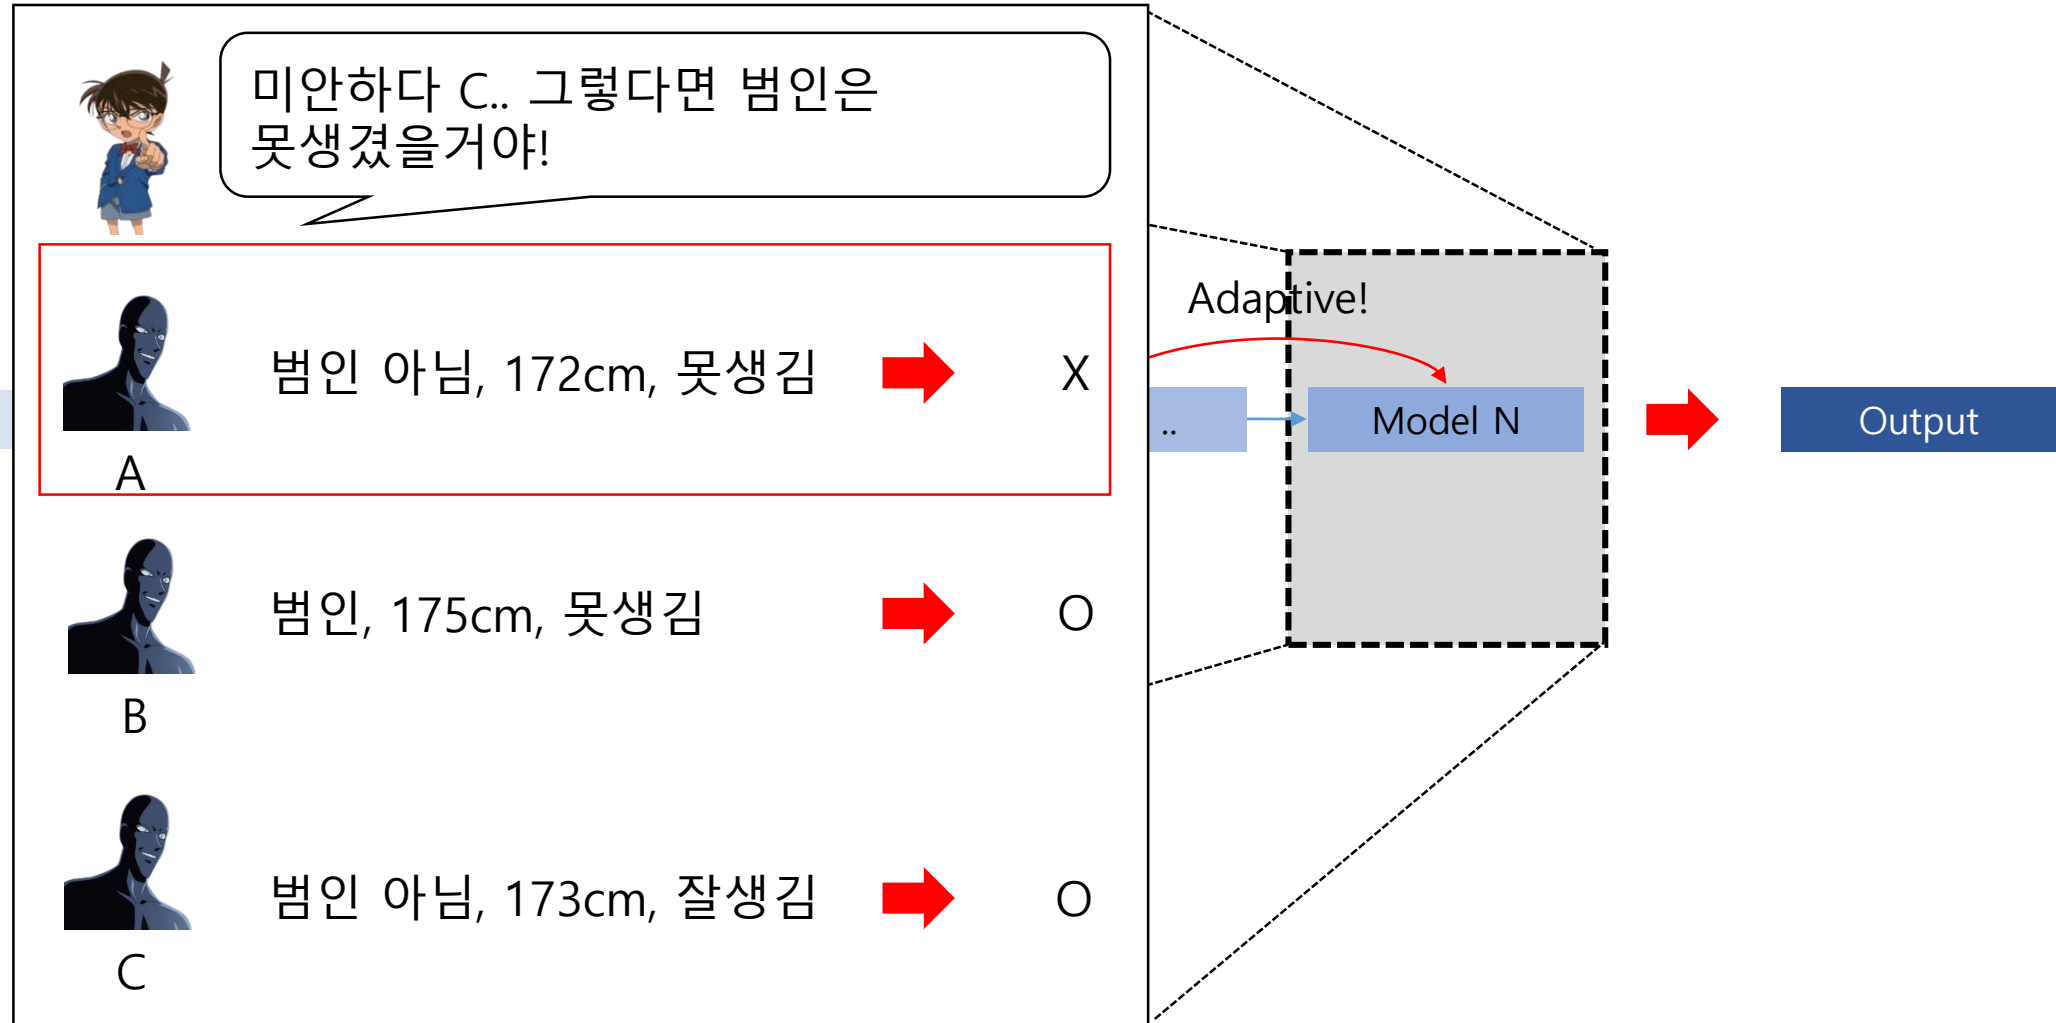 미안하다 C.. 그렇다면 범인은
못생겼을거야!
Adaptive!
범인 아님, 172cm, 못생김
X
A
..
Model N
Output
범인, 175cm, 못생김
O
B
범인 아님, 173cm, 잘생김
O
C